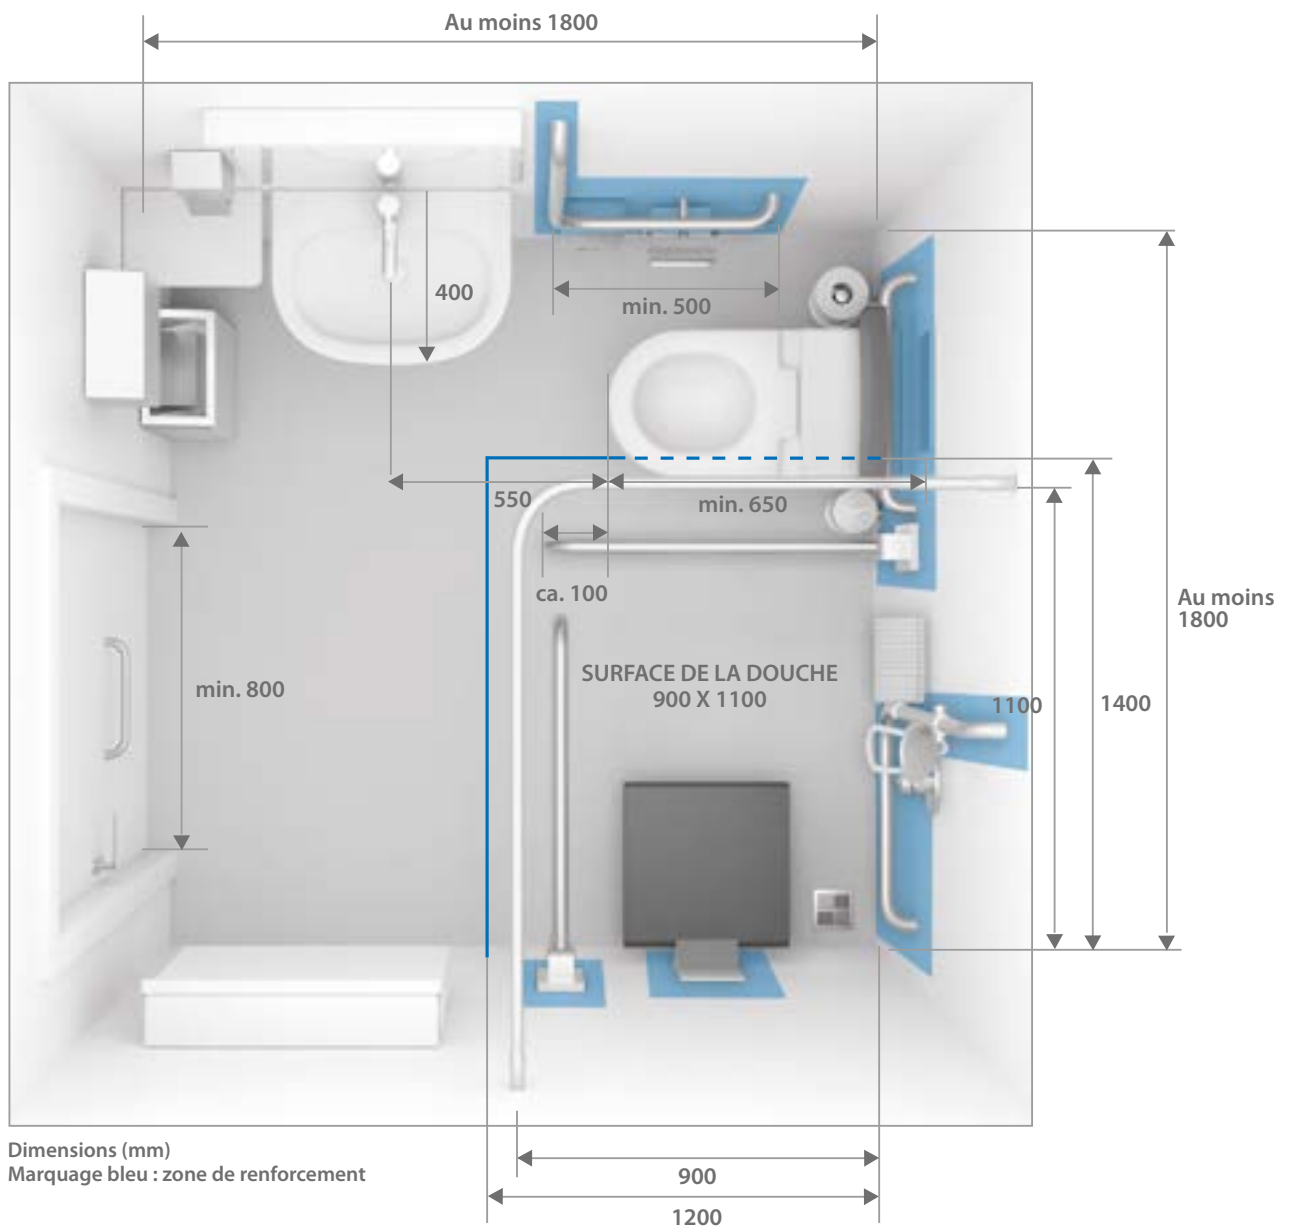 Au moins 1800
400
min. 500
550
min. 650
ca. 100
Au moins
1800
SURFACE DE LA DOUCHE
900 X 1100
min. 800
1100
1400
Dimensions (mm)
Marquage bleu : zone de renforcement
900
1200